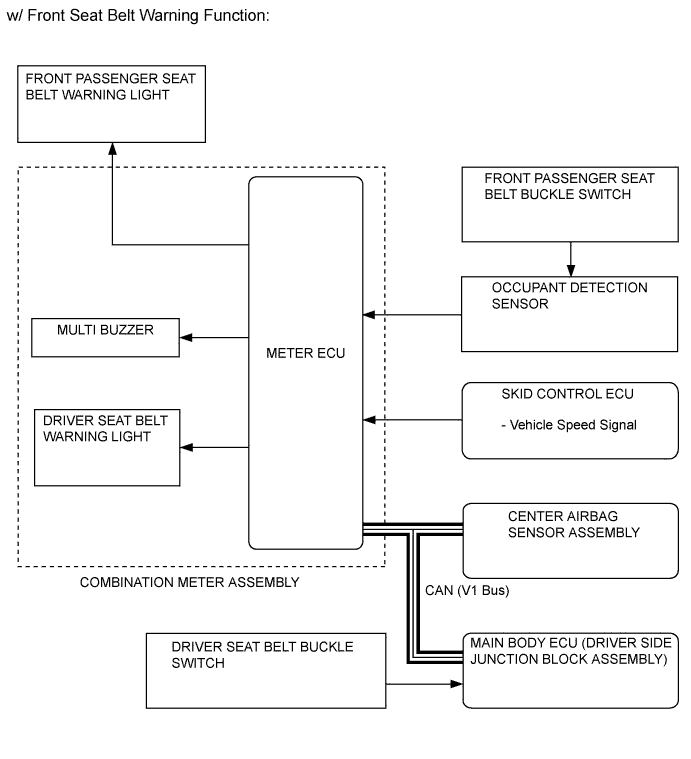 w/ Front Seat Belt Warning Function:
FRONT PASSENGER SEAT
BELT WARNING LIGHT
FRONT PASSENGER SEAT
BELT BUCKLE SWITCH
OCCUPANT DETECTION
SENSOR
MULTI BUZZER
METER ECU
SKID CONTROL ECU
- Vehicle Speed Signal
DRIVER SEAT BELT
WARNING LIGHT
CENTER AIRBAG
SENSOR ASSEMBLY
COMBINATION METER ASSEMBLY
CAN (V1 Bus)
DRIVER SEAT BELT BUCKLE
SWITCH
MAIN BODY ECU (DRIVER SIDE
JUNCTION BLOCK ASSEMBLY)